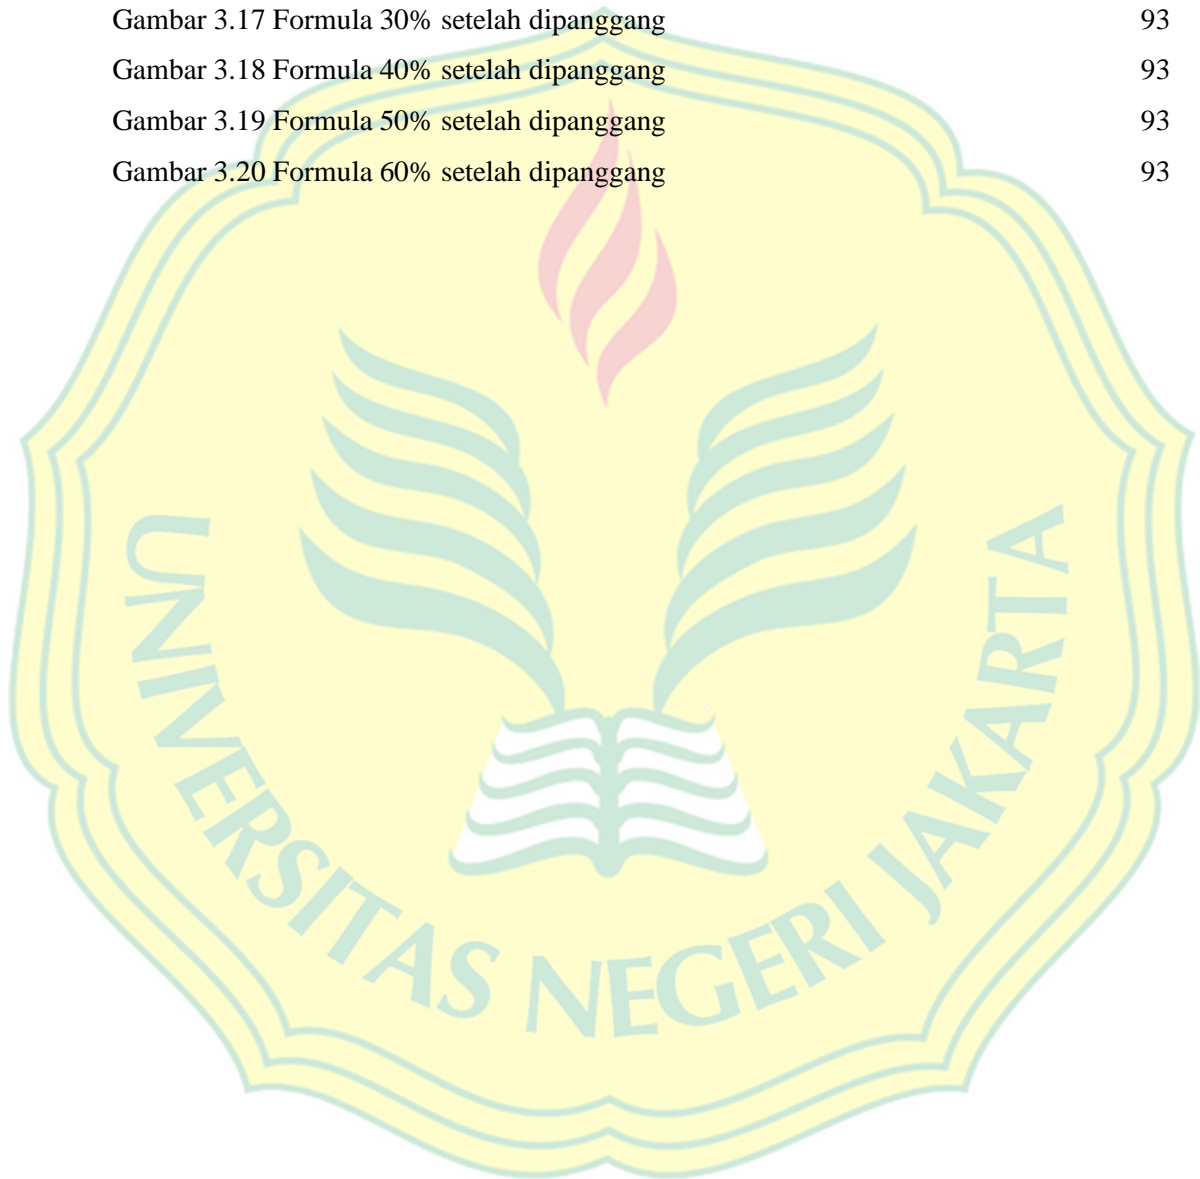 Gambar 3.17 Formula 30% setelah dipanggang 93
Gambar 3.18 Formula 40% setelah dipanggang 93
Gambar 3.19 Formula 50% setelah dipanggang 93
Gambar 3.20 Formula 60% setelah dipanggang 93
UNIVERSITAS NEGERI JAKARTA